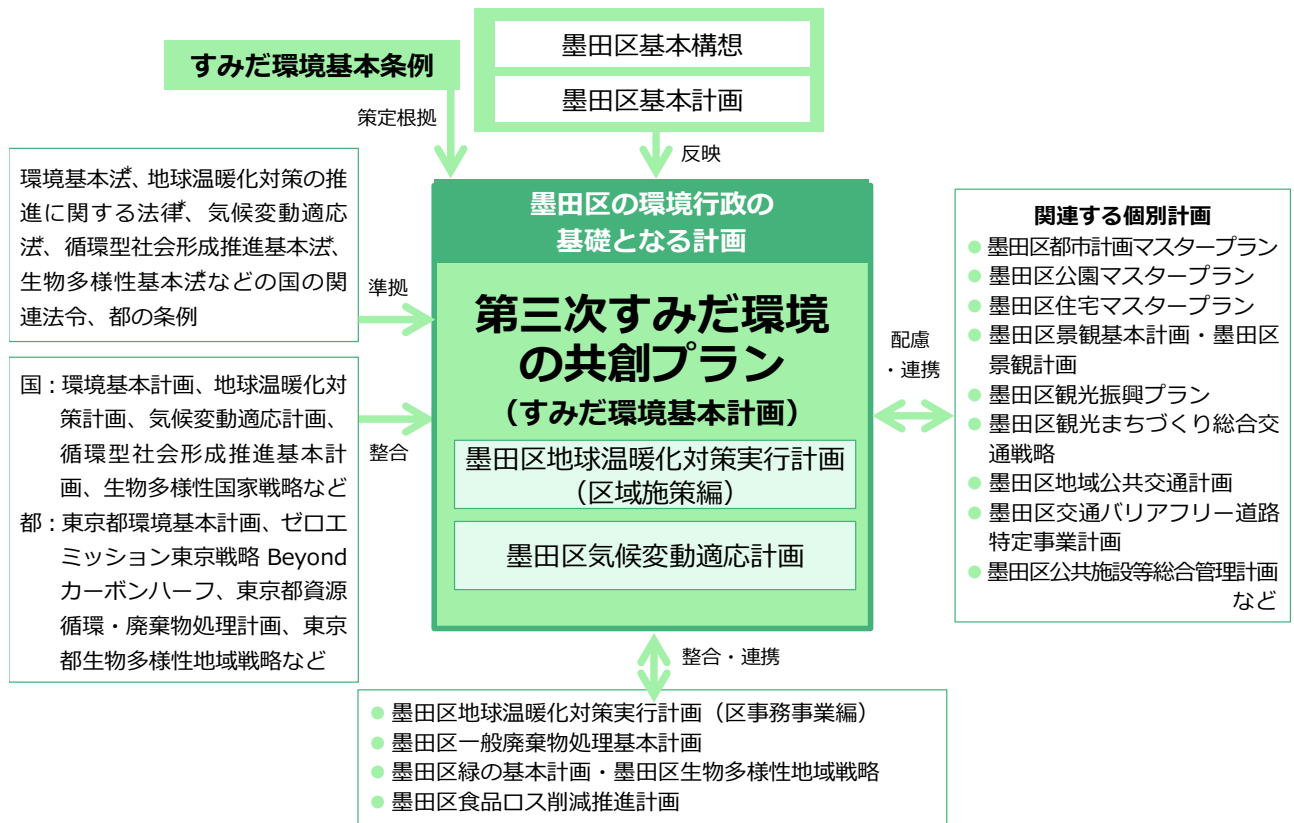 墨田区基本構想
墨田区基本計画
すみだ環境基本条例
策定根拠
反映
環境基本法*、地球温暖化対策の推
進に関する法律*、気候変動適応
法*、循環型社会形成推進基本法*、
生物多様性基本法*などの国の関
連法令、都の条例
準拠
国：環境基本計画、地球温暖化対
策計画、気候変動適応計画、
循環型社会形成推進基本計
画、生物多様性国家戦略など
都：東京都環境基本計画、ゼロエ
ミッション東京戦略 Beyond
カーボンハーフ、東京都資源
循環・廃棄物処理計画、東京
都生物多様性地域戦略など
整合
墨田区の環境行政の
基礎となる計画
第三次すみだ環境
の共創プラン
（すみだ環境基本計画）
墨田区地球温暖化対策実行計画
（区域施策編）
墨田区気候変動適応計画
配慮
・連携
関連する個別計画
● 墨田区都市計画マスタープラン
● 墨田区公園マスタープラン
● 墨田区住宅マスタープラン
● 墨田区景観基本計画・墨田区
景観計画
● 墨田区観光振興プラン
● 墨田区観光まちづくり総合交
通戦略
● 墨田区地域公共交通計画
● 墨田区交通バリアフリー道路
特定事業計画
● 墨田区公共施設等総合管理計画
など
整合・連携
● 墨田区地球温暖化対策実行計画（区事務事業編）
● 墨田区一般廃棄物処理基本計画
● 墨田区緑の基本計画・墨田区生物多様性地域戦略
● 墨田区食品ロス削減推進計画